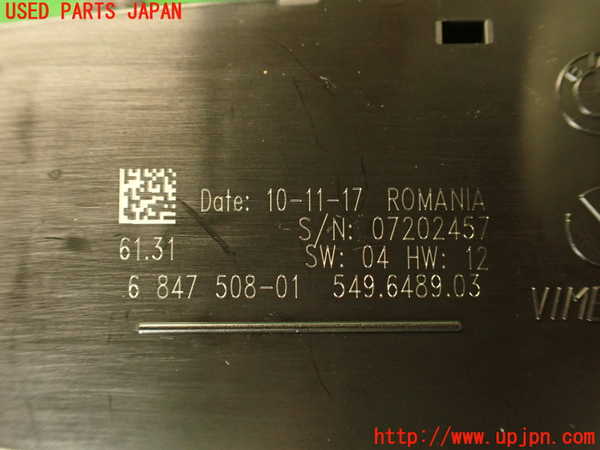 USED PARTS JAPAN
Date: 10-11-17 ROMANIA
S/N: 07202457
61.31 SW: 04 HW: 12
6 847 508-01 549.6489.03
http://www.upjpn.com/